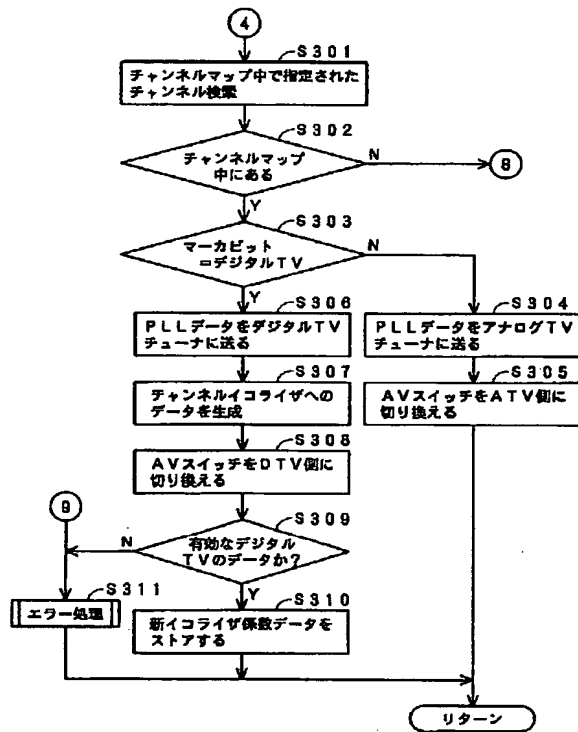 4
S301
チャンネルマップ中で指定された
チャンネル検索
S302
チャンネルマップ
中にある
N
8
Y
S303
マーカビット
=デジタルTV
N
Y
S306
PLLデータをデジタルTV
チューナに送る
S304
PLLデータをアナログTV
チューナに送る
S307
チャンネルイコライザへの
データを生成
S305
AVスイッチをATV側に
切り換える
S308
AVスイッチをDTV側に
切り換える
9
S309
有効なデジタル
TVのデータか?
N
Y
S311
エラー処理
S310
新イコライザ係数データを
ストアする
リターン